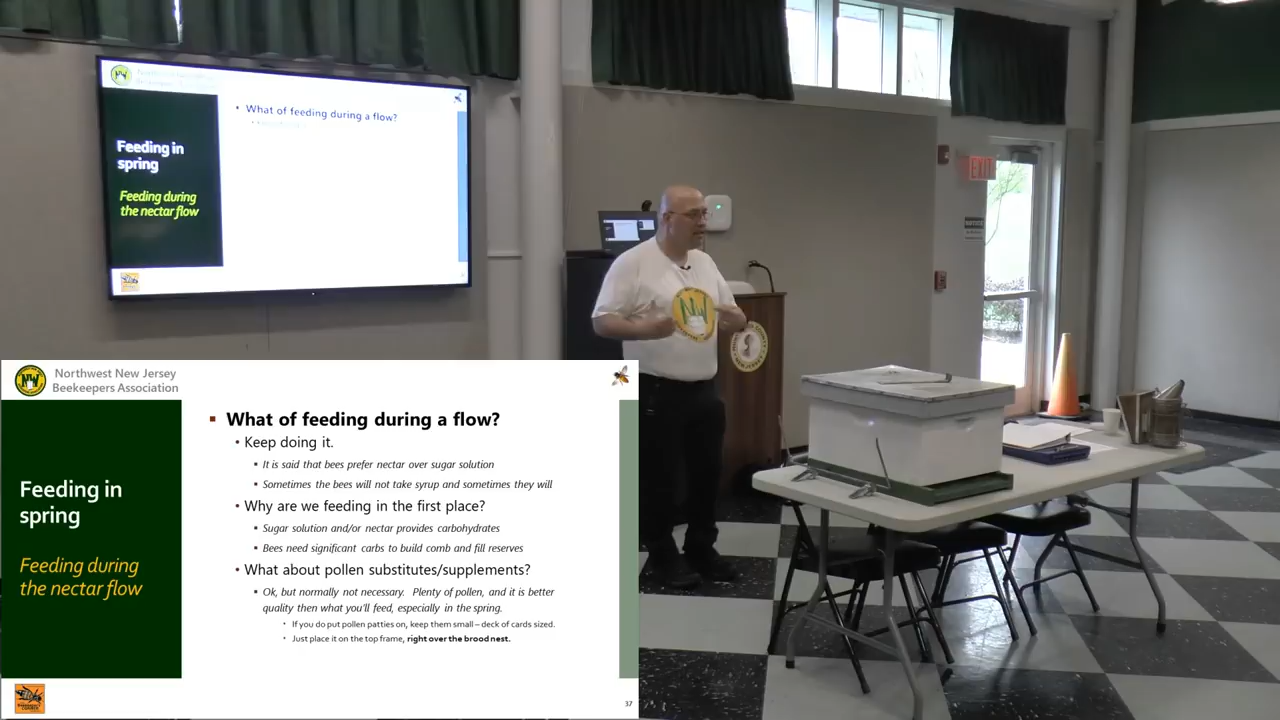 What of feeding during a flow?
Feeding in
spring
Feeding during
the nectar flow
EXIT
NW
Northwest New Jersey
Beekeepers Association
What of feeding during a flow?
Keep doing it.
It is said that bees prefer nectar over sugar solution
Sometimes the bees will not take syrup and sometimes they will
Why are we feeding in the first place?
Sugar solution and/or nectar provides carbohydrates
Bees need significant carbs to build comb and fill reserves
What about pollen substitutes/supplements?
Ok, but normally not necessary. Plenty of pollen, and it is better
quality then what you'll feed, especially in the spring.
If you do put pollen patties on, keep them small – deck of cards sized.
Just place it on the top frame, right over the brood nest.
Feeding in
spring
Feeding during
the nectar flow
37